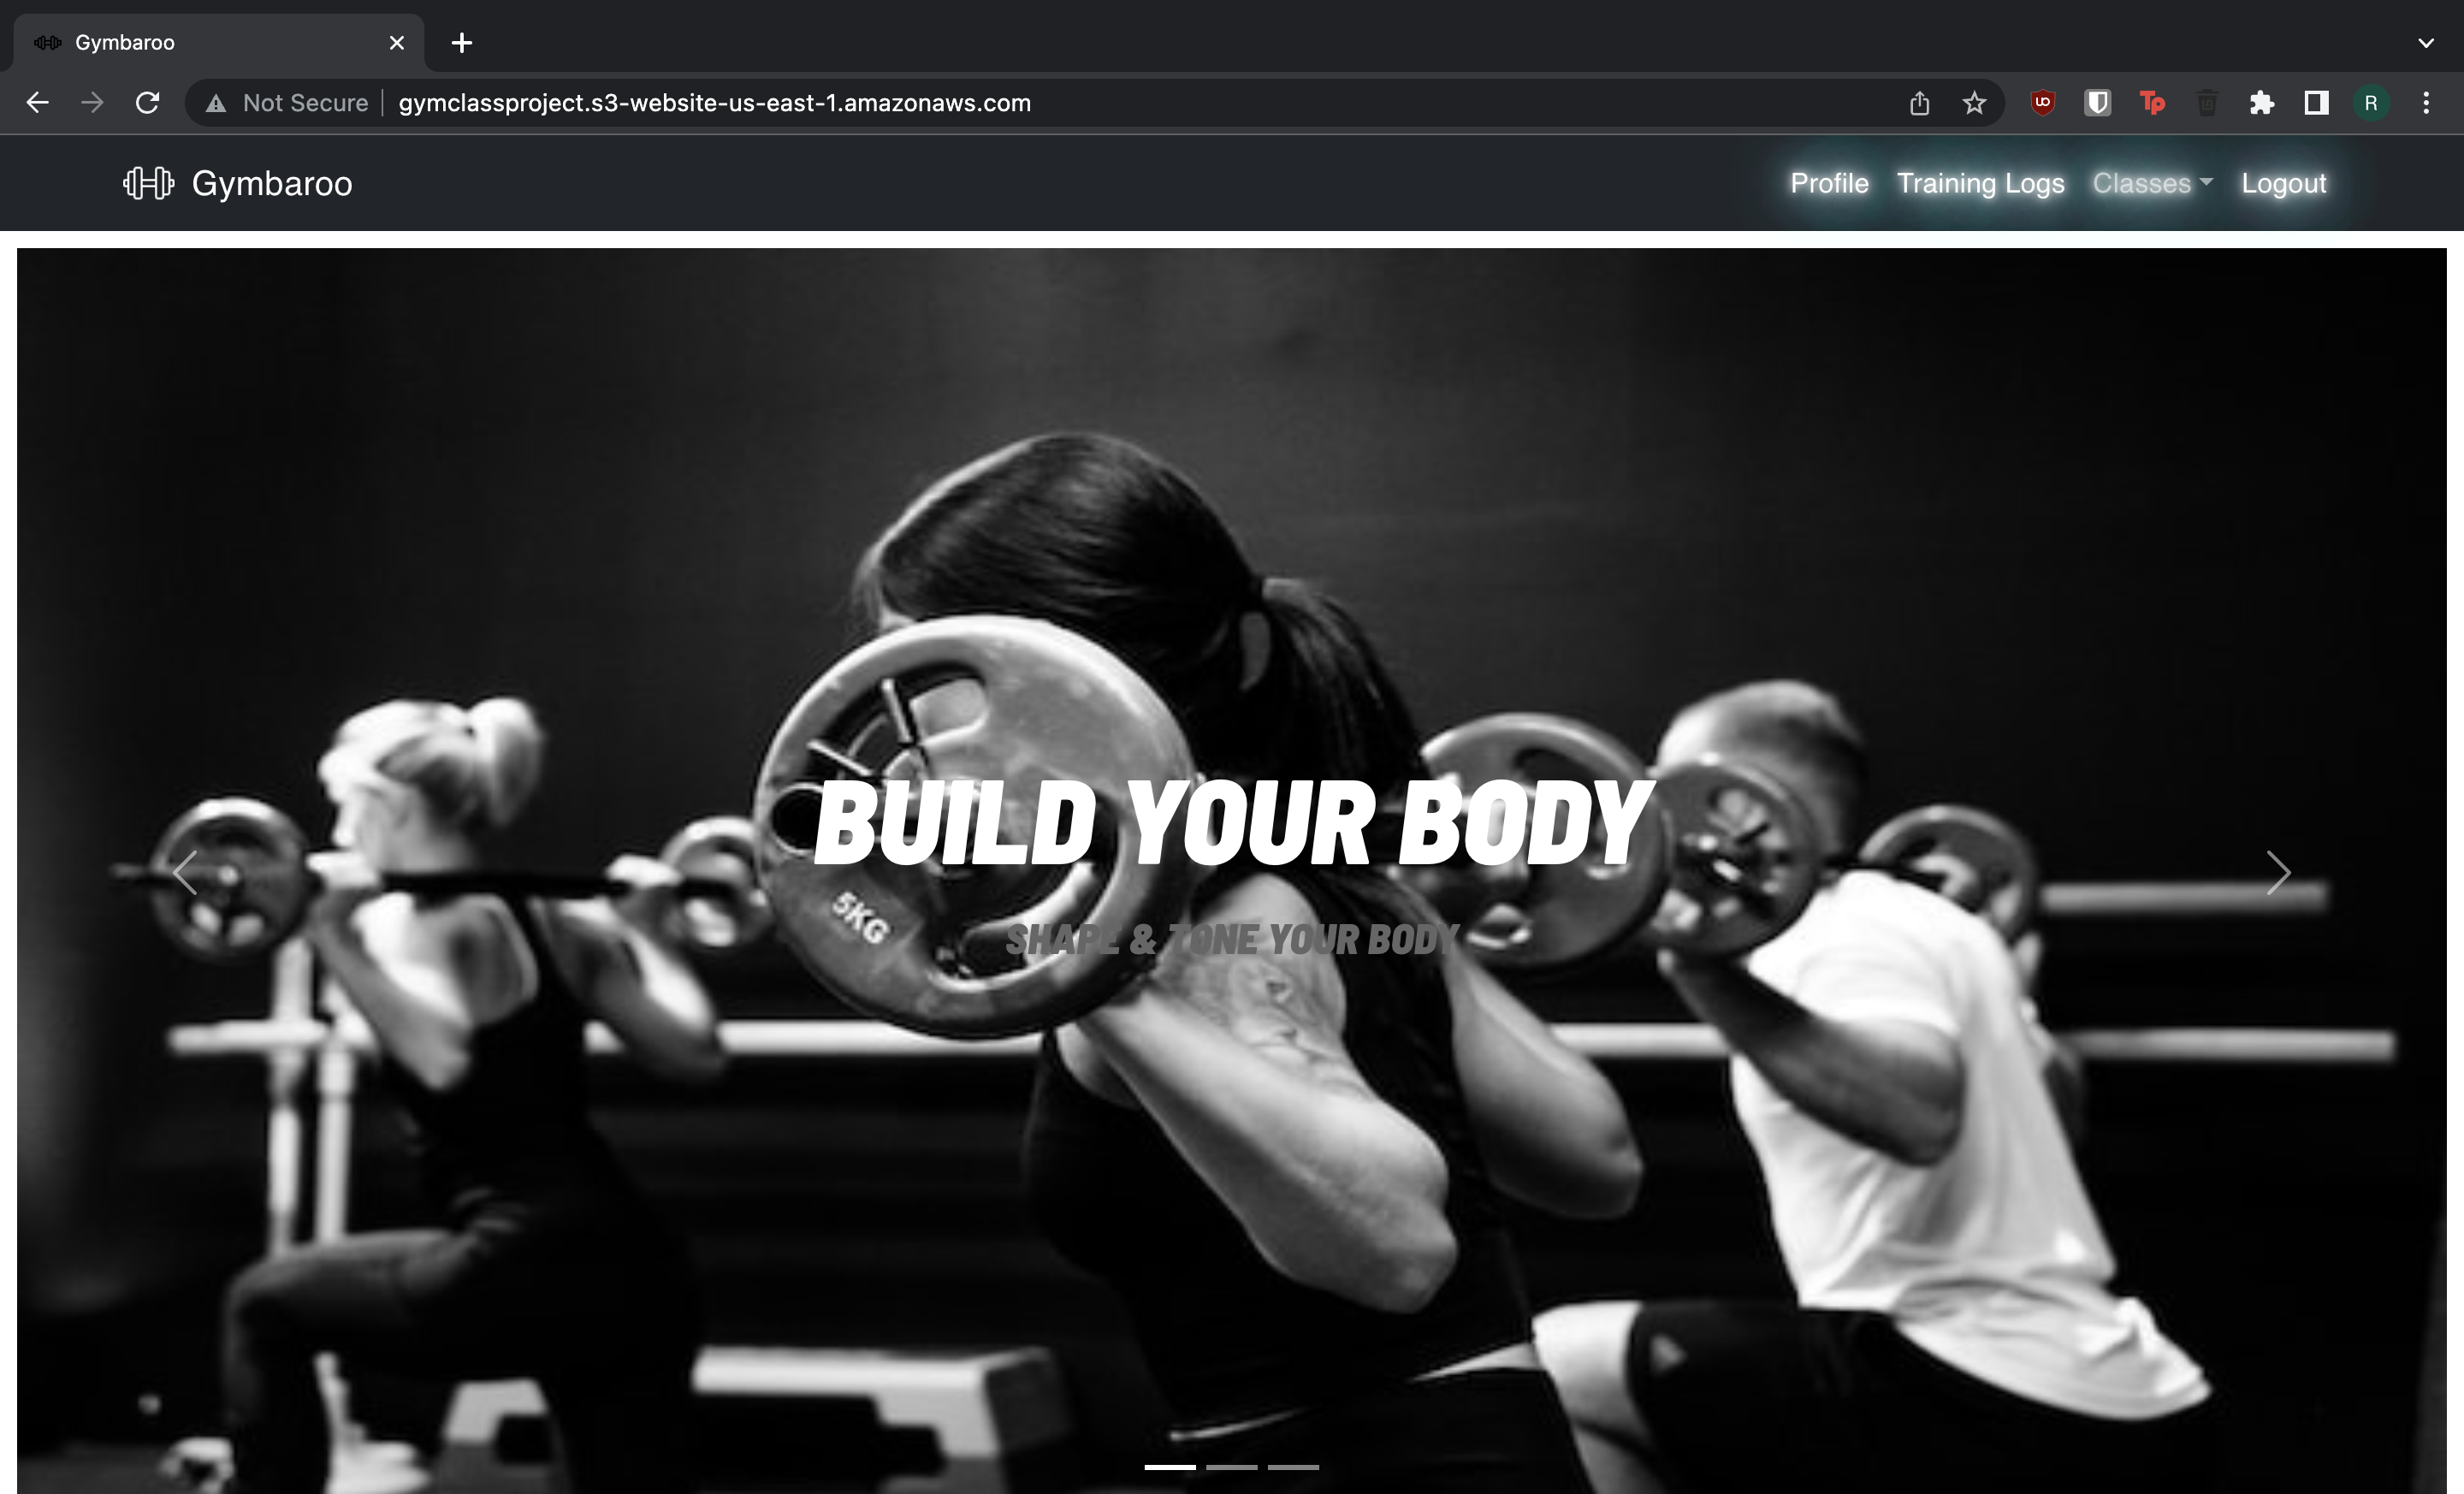 Gymbaroo
Not Secure gymclassproject.s3-website-us-east-1.amazonaws.com
Tp
R
Gymbaroo
Profile Training Logs Classes Logout
BUILD YOUR BODY
5KG
SHAPE & TONE YOUR BODY